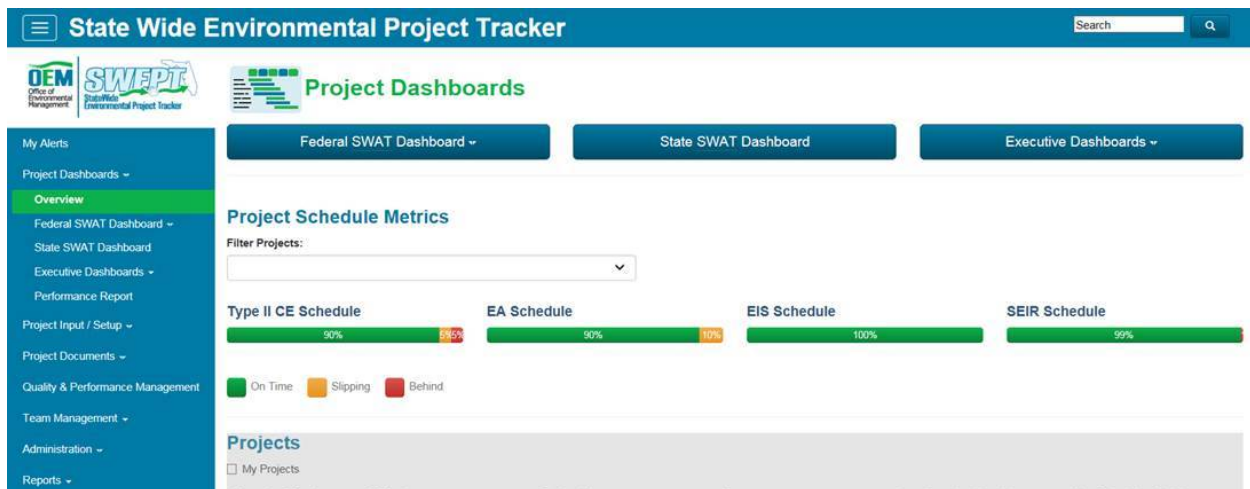 State Wide Environmental Project Tracker
Search
OEM
Office of
Environmental
Management
SWEPT
StateWide
Environmental Project Tracker
Project Dashboards
Federal SWAT Dashboard
State SWAT Dashboard
Executive Dashboards
My Alerts
Project Dashboards
Overview
Federal SWAT Dashboard
State SWAT Dashboard
Executive Dashboards
Performance Report
Project Input / Setup
Project Documents
Quality & Performance Management
Team Management
Administration
Reports
Project Schedule Metrics
Filter Projects:
Type II CE Schedule
90% 5% 5%
EA Schedule
90% 10%
EIS Schedule
100%
SEIR Schedule
99%
On Time Slipping Behind
Projects
My Projects